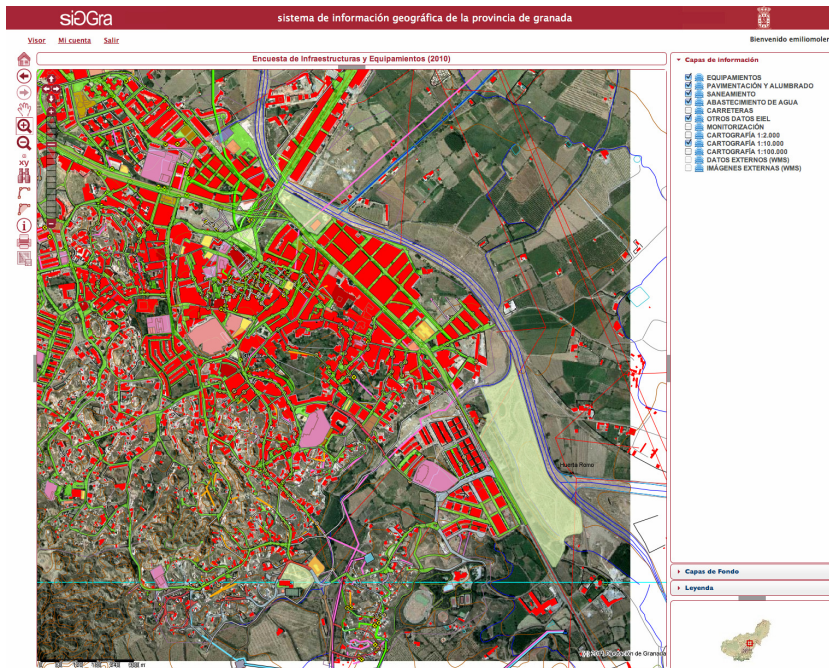 siGGra
sistema de información geográfica de la provincia de granada
Visor Mi cuenta Salir
Bienvenido emiliomoler
Encuesta de Infraestructuras y Equipamientos (2010)
Capas de información
EQUIPAMIENTOS
PAVIMENTACIÓN Y ALUMBRADO
SANEAMIENTO
ABASTECIMIENTO DE AGUA
CARRETERAS
OTROS DATOS EIEL
MONITORIZACIÓN
CARTOGRAFÍA 1:2.000
CARTOGRAFÍA 1:10.000
CARTOGRAFÍA 1:100.000
DATOS EXTERNOS (WMS)
IMÁGENES EXTERNAS (WMS)
xy
Huerta Romo
Capas de Fondo
Leyenda